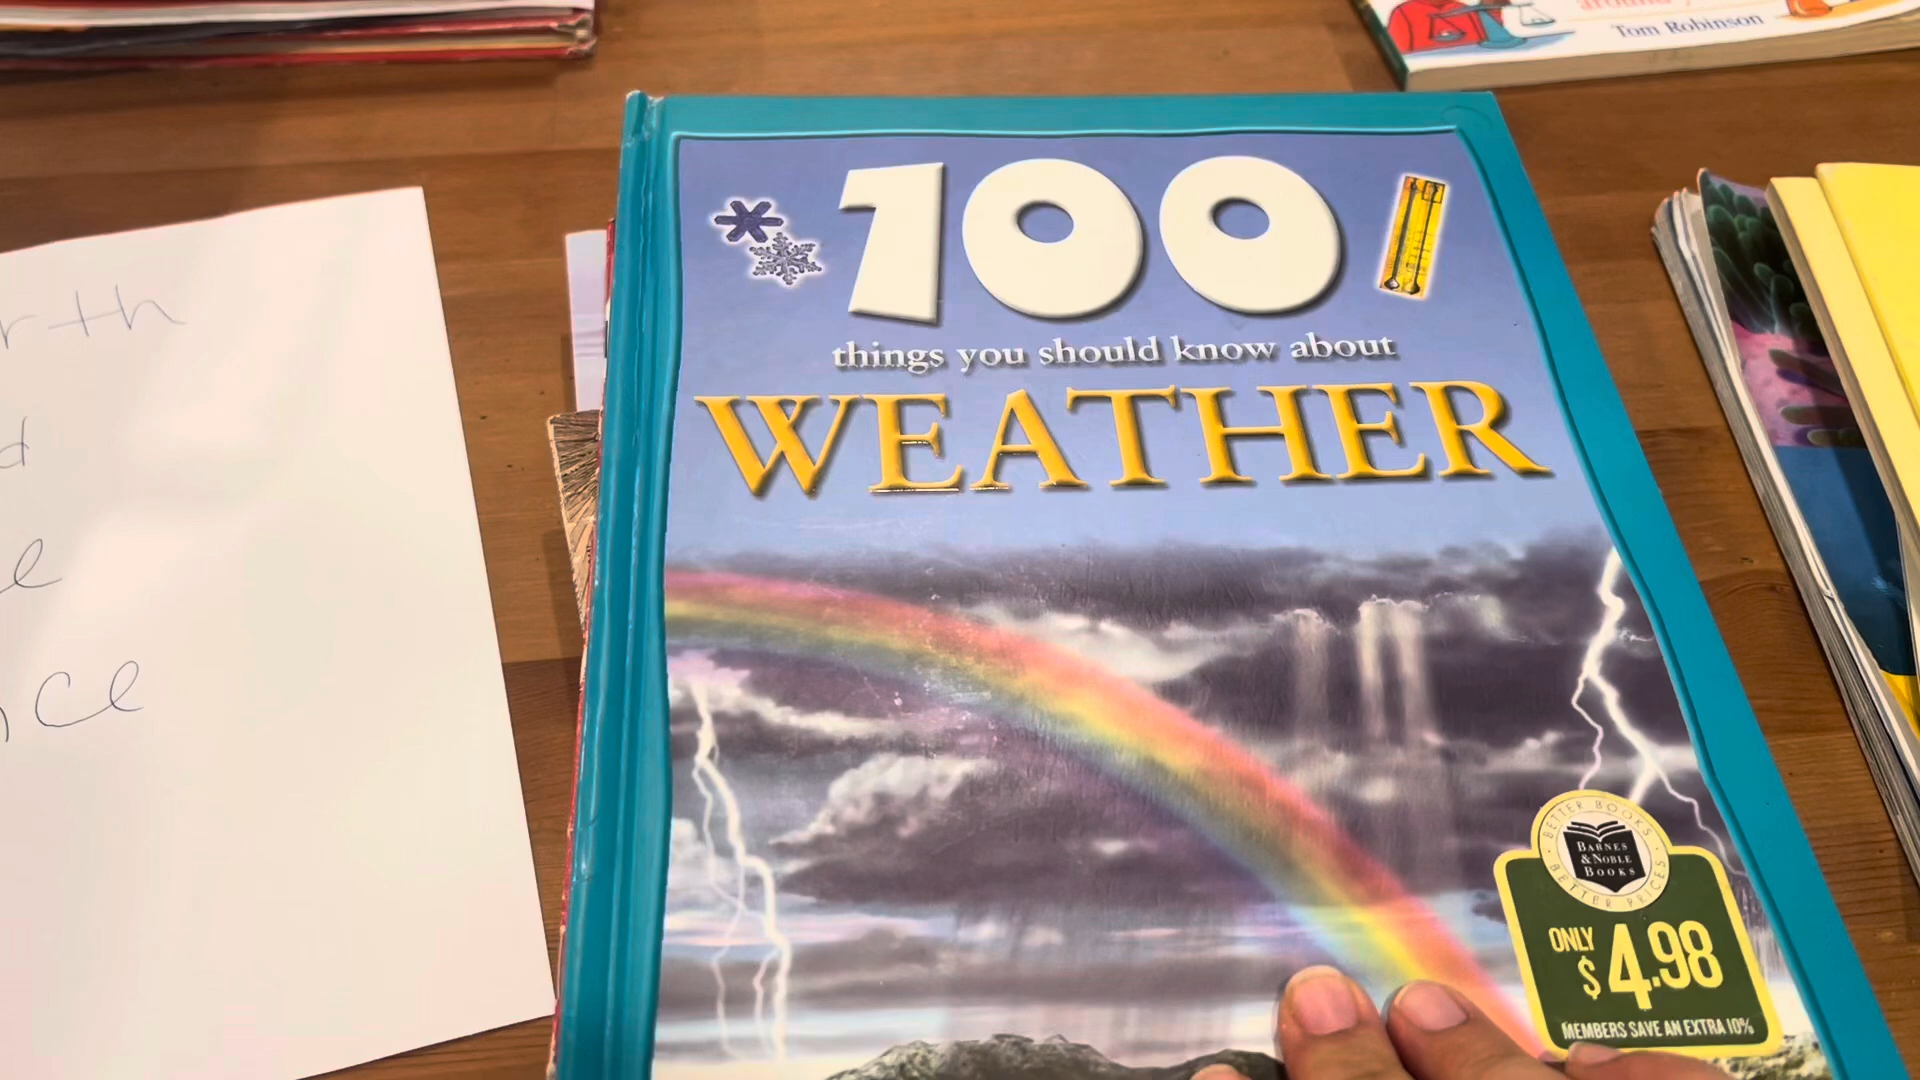 Tom Robinson
100
things you should know about
WEATHER
BETTER BOOKS
BARNES
& NOBLE
BOOKS
BETTER PRICES
ONLY
$4.98
MEMBERS SAVE AN EXTRA 10%